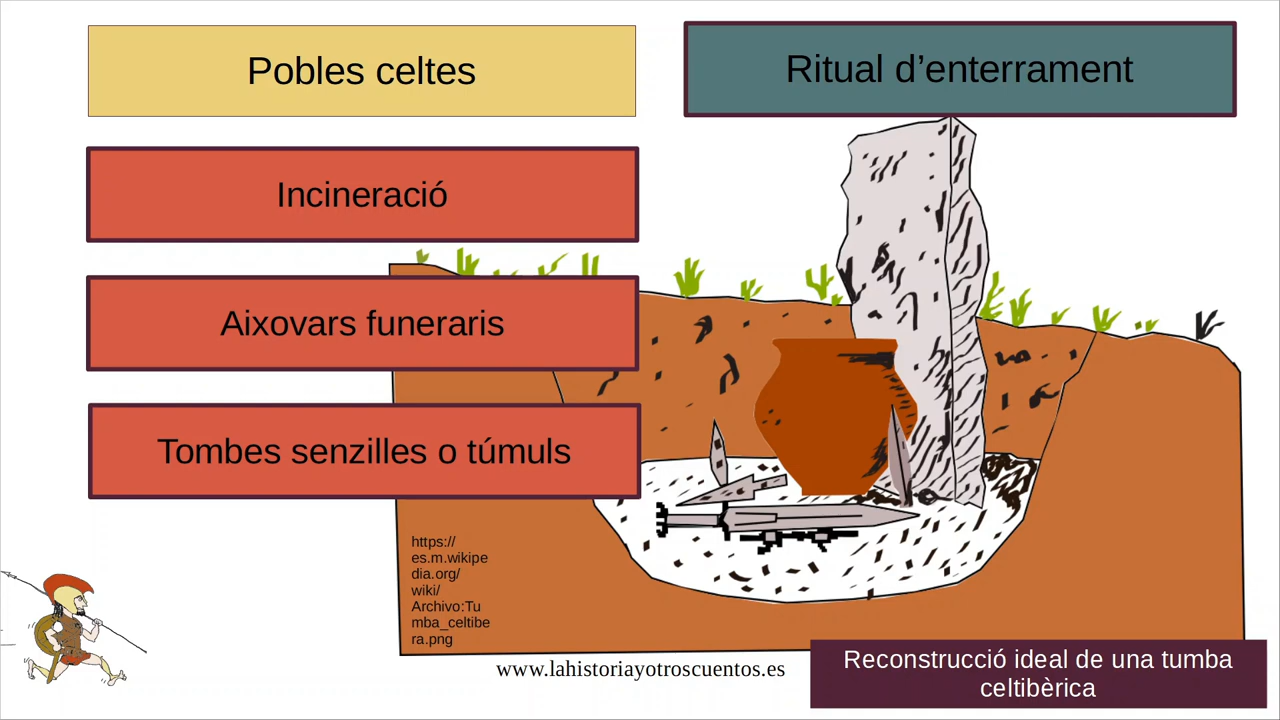 Pobles celtes
Ritual d’enterrament
Incineració
Aixovars funeraris
Tombes senzilles o túmuls
https://
es.m.wikipe
dia.org/
wiki/
Archivo:Tu
mba_celtibe
ra.png
www.lahistoriayotroscuentos.es
Reconstrucció ideal de una tumba
celtibèrica